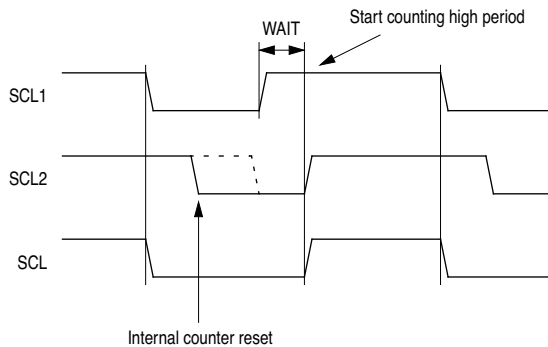 Start counting high period
WAIT
SCL1
SCL2
SCL
Internal counter reset